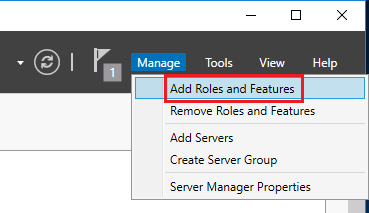 1
Manage Tools View Help
Add Roles and Features
Remove Roles and Features
Add Servers
Create Server Group
Server Manager Properties